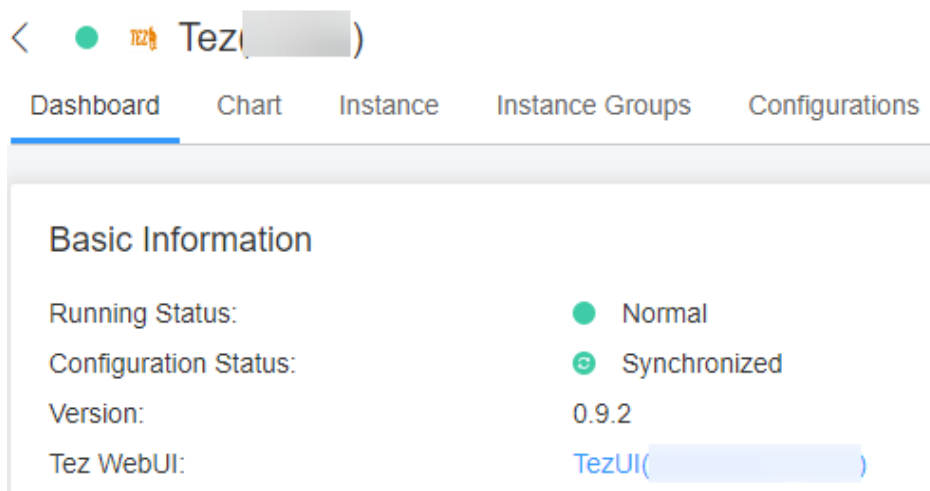 TEZ Tez( )
Dashboard Chart Instance Instance Groups Configurations
Basic Information
Running Status: Normal
Configuration Status: Synchronized
Version: 0.9.2
Tez WebUI: TezUI( )